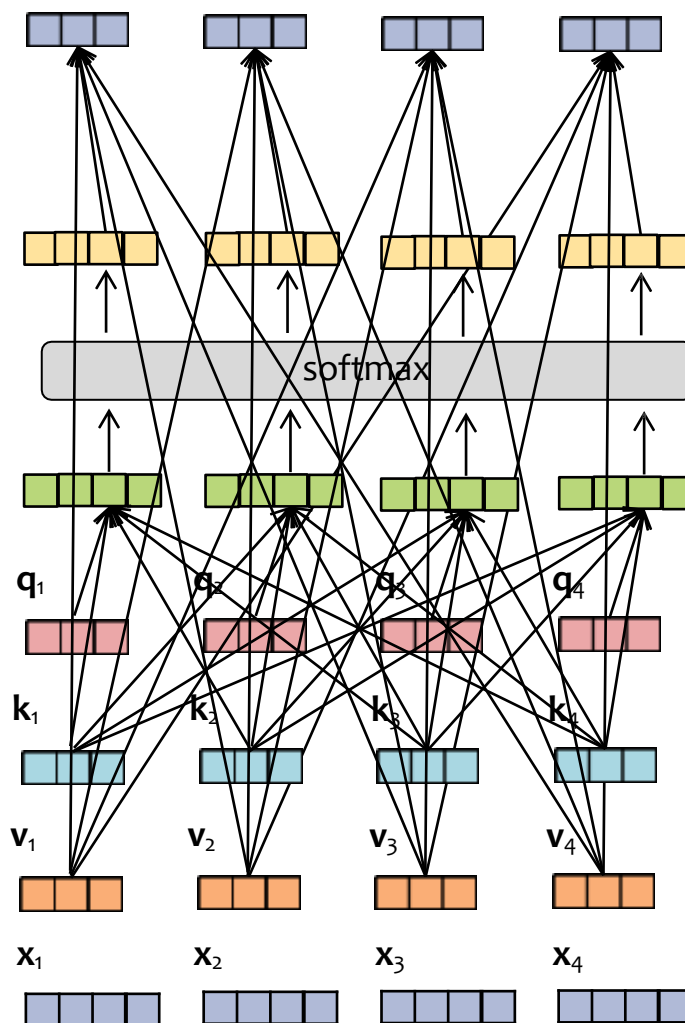 softmax
q₁ q₂ q₃ q₄
k₁ k₂ k₃ k₄
v₁ v₂ v₃ v₄
x₁ x₂ x₃ x₄